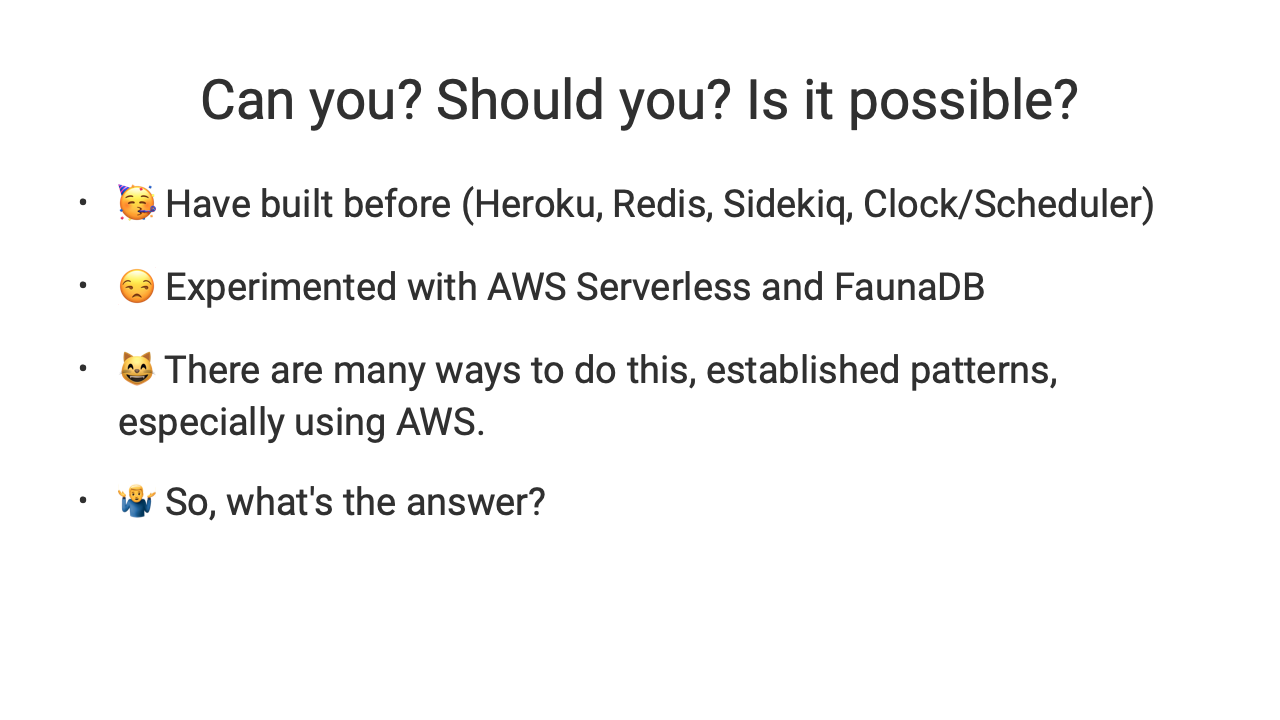 Can you? Should you? Is it possible?
• 🥳 Have built before (Heroku, Redis, Sidekiq, Clock/Scheduler)
• 😒 Experimented with AWS Serverless and FaunaDB
• 😸 There are many ways to do this, established patterns,
especially using AWS.
• 🤷‍♂️ So, what's the answer?